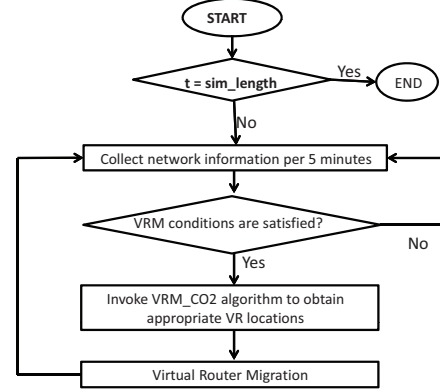 START
t = sim_length
Yes
END
No
Collect network information per 5 minutes
VRM conditions are satisfied?
No
Yes
Invoke VRM_CO2 algorithm to obtain
appropriate VR locations
Virtual Router Migration